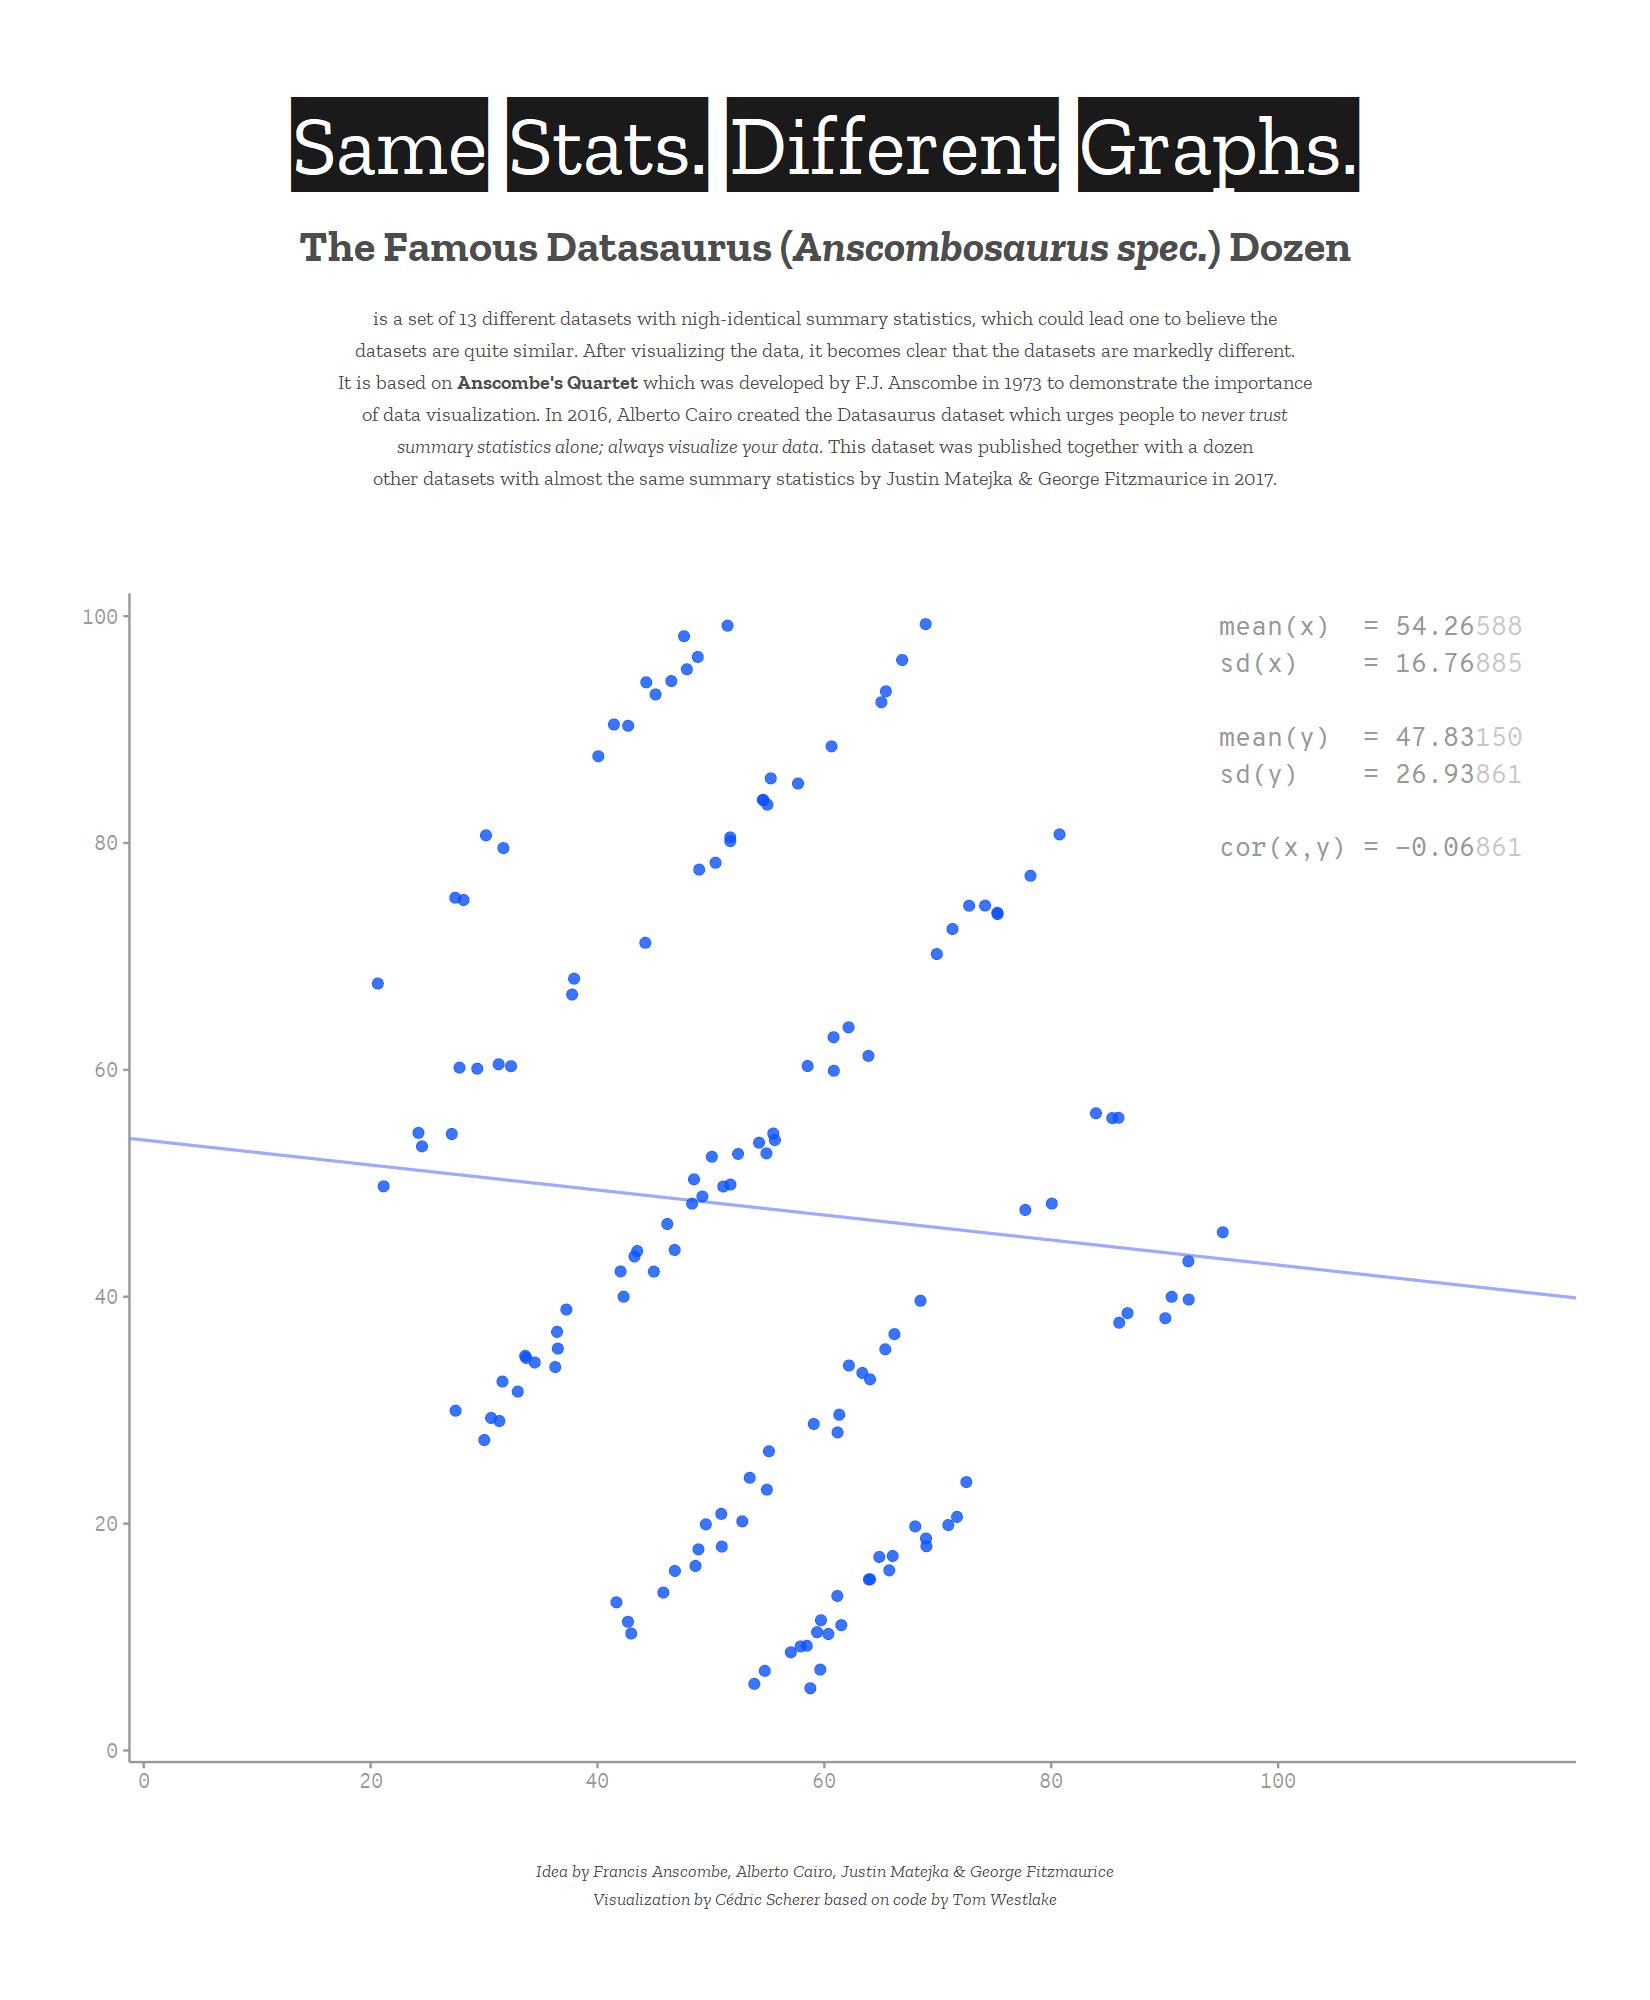 Same Stats. Different Graphs.
The Famous Datasaurus (Anscombosaurus spec.) Dozen
is a set of 13 different datasets with nigh-identical summary statistics, which could lead one to believe the
datasets are quite similar. After visualizing the data, it becomes clear that the datasets are markedly different.
It is based on Anscombe's Quartet which was developed by F.J. Anscombe in 1973 to demonstrate the importance
of data visualization. In 2016, Alberto Cairo created the Datasaurus dataset which urges people to never trust
summary statistics alone; always visualize your data. This dataset was published together with a dozen
other datasets with almost the same summary statistics by Justin Matejka & George Fitzmaurice in 2017.
mean(x) = 54.26588
sd(x) = 16.76885
mean(y) = 47.83150
sd(y) = 26.93861
cor(x,y) = −0.06861
100
80
60
40
20
0
0 20 40 60 80 100
Idea by Francis Anscombe, Alberto Cairo, Justin Matejka & George Fitzmaurice
Visualization by Cédric Scherer based on code by Tom Westlake